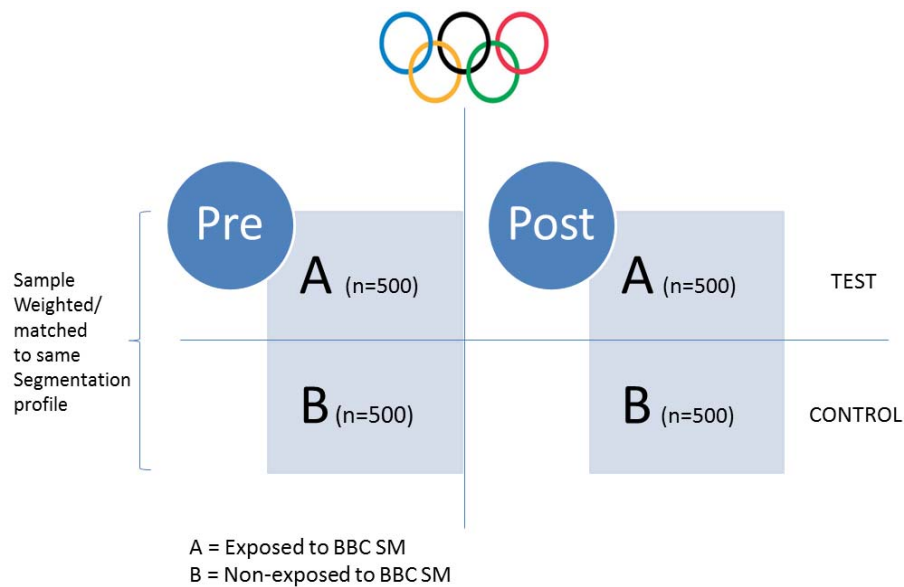 Pre
Post
A (n=500)
A (n=500)
TEST
Sample
Weighted/
matched
to same
Segmentation
profile
B (n=500)
B (n=500)
CONTROL
A = Exposed to BBC SM
B = Non-exposed to BBC SM